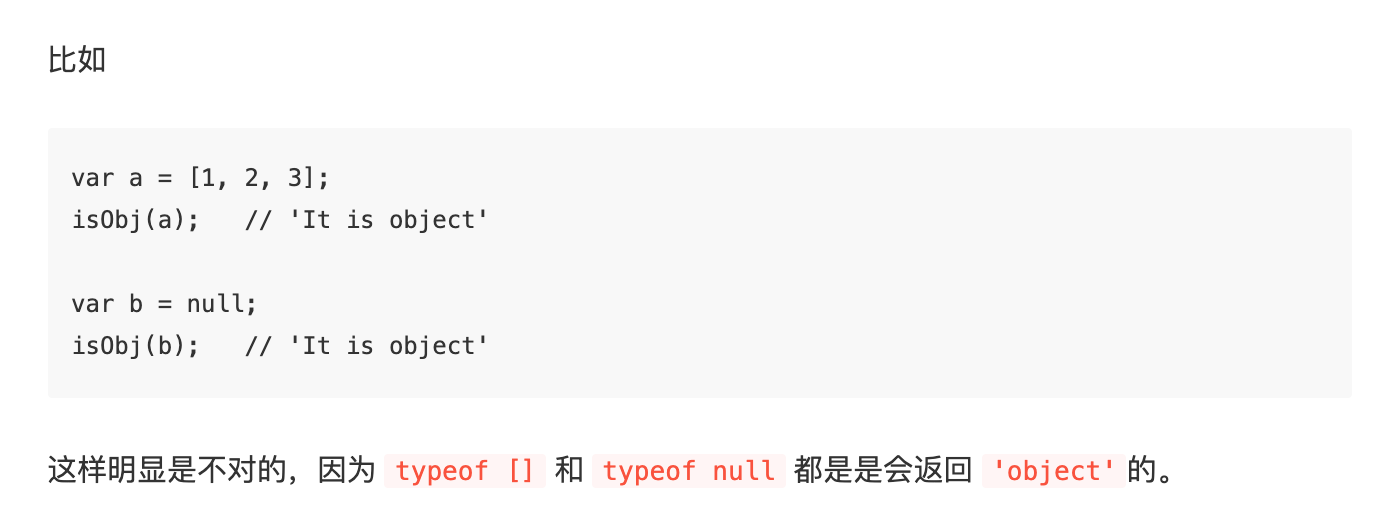 比如
var a = [1, 2, 3];
isObj(a);   // 'It is object'
var b = null;
isObj(b);   // 'It is object'
这样明显是不对的，因为 typeof [] 和 typeof null 都是是会返回 'object' 的。